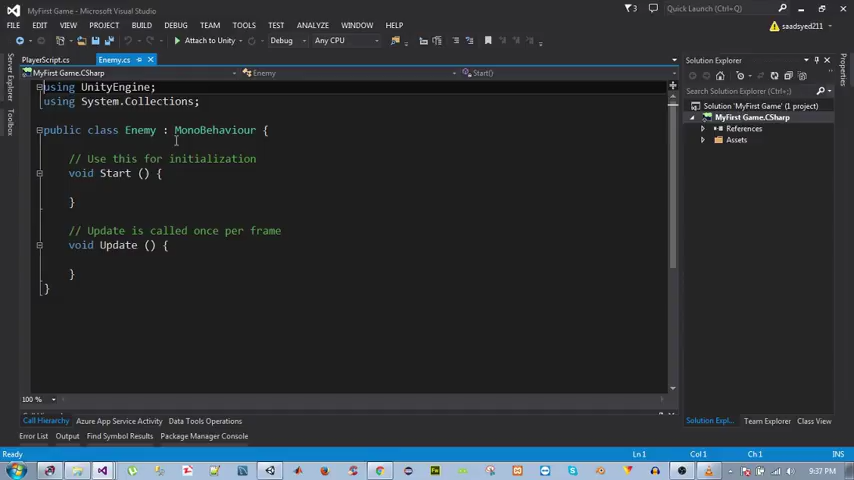 MyFirst Game - Microsoft Visual Studio
3
Quick Launch (Ctrl+Q)
FILE EDIT VIEW PROJECT BUILD DEBUG TEAM TOOLS TEST ANALYZE WINDOW HELP
saadsyed211
Attach to Unity Debug Any CPU
Server Explorer
Toolbox
PlayerScript.cs Enemy.cs
MyFirst Game.CSharp Enemy Start()
using UnityEngine;
using System.Collections;
public class Enemy : MonoBehaviour {
// Use this for initialization
void Start () {
}
// Update is called once per frame
void Update () {
}
}
100 %
Solution Explorer
Search Solution Explorer (Ctrl+;)
Solution 'MyFirst Game' (1 project)
MyFirst Game.CSharp
References
Assets
Properties
Call Hierarchy Azure App Service Activity Data Tools Operations
Solution Expl... Team Explorer Class View
Error List Output Find Symbol Results Package Manager Console
Ready Ln 1 Col 1 Ch 1 INS
9:37 PM